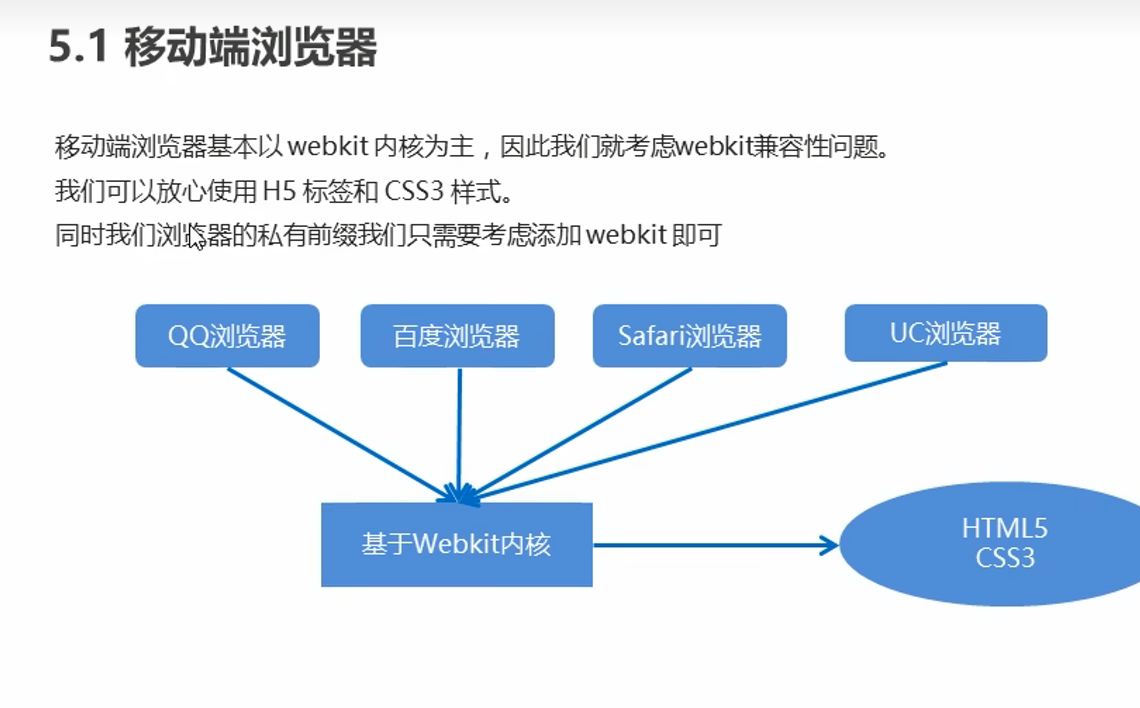 5.1 移动端浏览器
移动端浏览器基本以 webkit 内核为主，因此我们就考虑webkit兼容性问题。
我们可以放心使用 H5 标签和 CSS3 样式。
同时我们浏览器的私有前缀我们只需要考虑添加 webkit 即可
QQ浏览器
百度浏览器
Safari浏览器
UC浏览器
基于Webkit内核
HTML5
CSS3